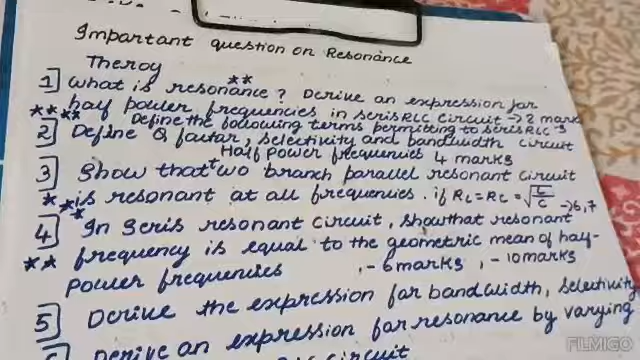 Important question on Resonance
Theroy
1] What is resonance? Derive an expression for
half power frequencies in seris RLC circuit → 2 mark
Define the following terms permitting to seris RLC →
2] Define Q factor, selectivity and bandwidth circuit
Half power frequencies 4 marks
3] Show that two branch parallel resonant circuit
is resonant at all frequencies. if RL = RC = √L/C → 6,7
4] In Seris resonant circuit, show that resonant
frequency is equal to the geometric mean of half-
power frequencies , - 6 marks , - 10 marks
5] Derive the expression for bandwidth, selectivity
Derive an expression for resonance by varying
circuit
FILMIGO